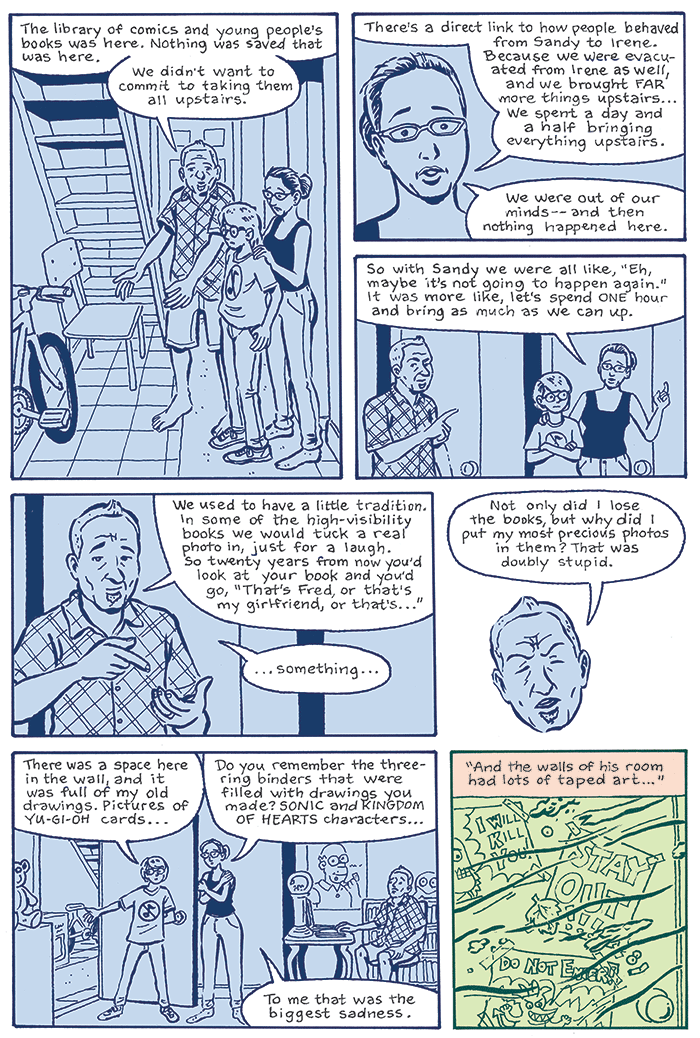 The library of comics and young people's
books was here. Nothing was saved that
was here.
We didn't want to
commit to taking them
all upstairs.
There's a direct link to how people behaved
from Sandy to Irene.
Because we were evacu-
ated from Irene as well,
and we brought FAR
more things upstairs...
We spent a day and
a half bringing
everything upstairs.
We were out of our
minds-- and then
nothing happened here.
So with Sandy we were all like, "Eh,
maybe it's not going to happen again."
It was more like, let's spend ONE hour
and bring as much as we can up.
We used to have a little tradition.
In some of the high-visibility
books we would tuck a real
photo in, just for a laugh.
So twenty years from now you'd
look at your book and you'd
go, "That's Fred, or that's
my girlfriend, or that's..."
...something...
Not only did I lose
the books, but why did I
put my most precious photos
in them? That was
doubly stupid.
There was a space here
in the wall, and it
was full of my old
drawings. Pictures of
YU-GI-OH cards...
Do you remember the three-
ring binders that were
filled with drawings you
made? SONIC and KINGDOM
OF HEARTS characters...
To me that was the
biggest sadness.
"And the walls of his room
had lots of taped art..."
I WILL
KILL
YOU
STAY
OUT
!!!
DO NOT ENTER!!